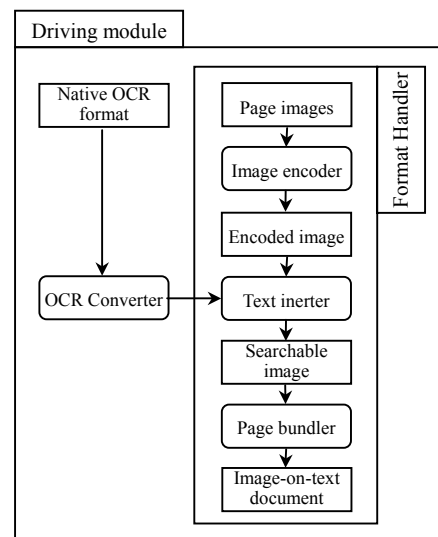 Driving module
Native OCR
format
Page images
Format Handler
Image encoder
Encoded image
OCR Converter
Text inerter
Searchable
image
Page bundler
Image-on-text
document